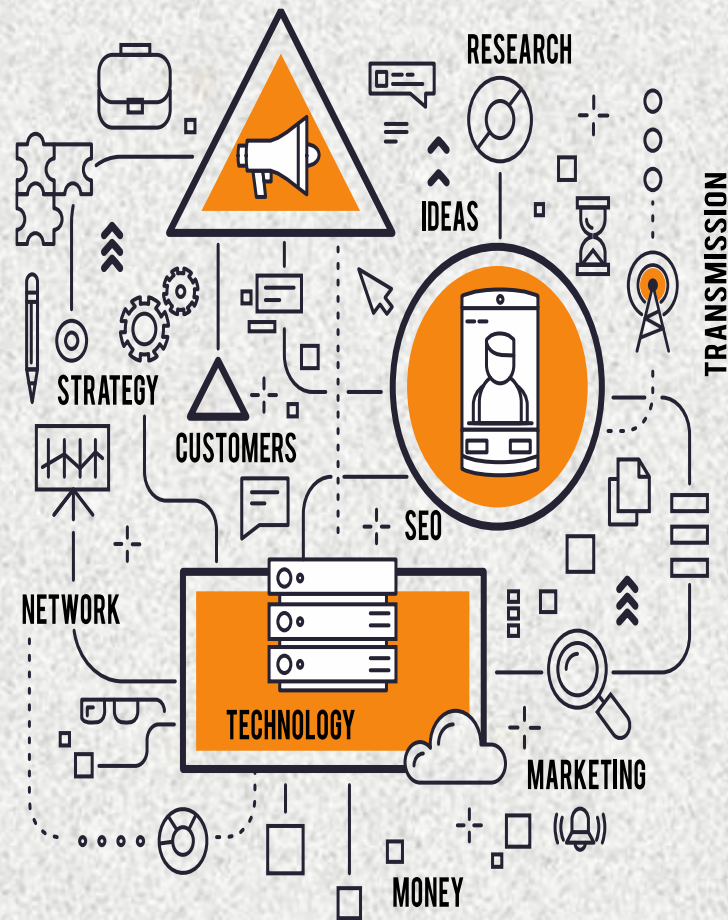 RESEARCH
IDEAS
TRANSMISSION
STRATEGY
CUSTOMERS
SEO
NETWORK
TECHNOLOGY
MARKETING
MONEY